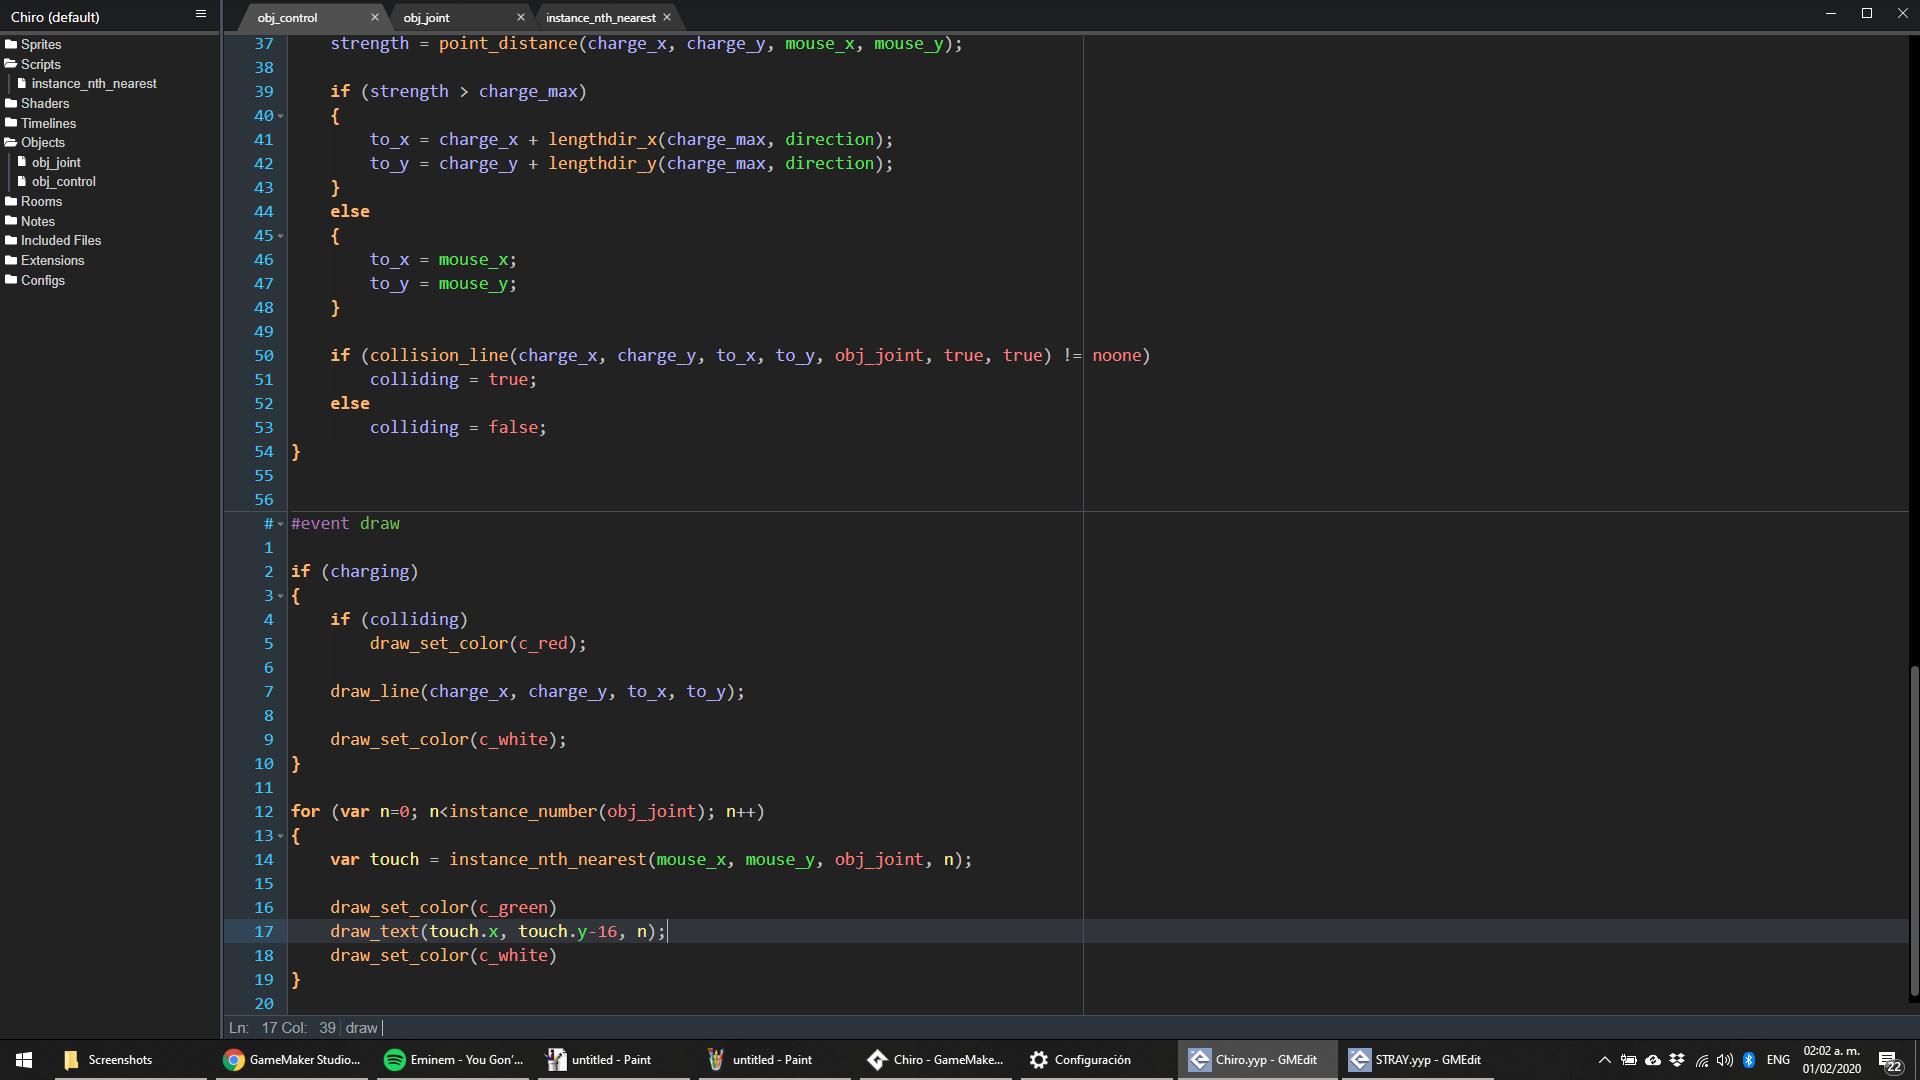 Chiro (default)
obj_control
obj_joint
instance_nth_nearest
Sprites
Scripts
instance_nth_nearest
Shaders
Timelines
Objects
obj_joint
obj_control
Rooms
Notes
Included Files
Extensions
Configs
37 strength = point_distance(charge_x, charge_y, mouse_x, mouse_y);
38
39 if (strength > charge_max)
40 {
41 to_x = charge_x + lengthdir_x(charge_max, direction);
42 to_y = charge_y + lengthdir_y(charge_max, direction);
43 }
44 else
45 {
46 to_x = mouse_x;
47 to_y = mouse_y;
48 }
49
50 if (collision_line(charge_x, charge_y, to_x, to_y, obj_joint, true, true) != noone)
51 colliding = true;
52 else
53 colliding = false;
54 }
55
56
# #event draw
1
2 if (charging)
3 {
4 if (colliding)
5 draw_set_color(c_red);
6
7 draw_line(charge_x, charge_y, to_x, to_y);
8
9 draw_set_color(c_white);
10 }
11
12 for (var n=0; n<instance_number(obj_joint); n++)
13 {
14 var touch = instance_nth_nearest(mouse_x, mouse_y, obj_joint, n);
15
16 draw_set_color(c_green)
17 draw_text(touch.x, touch.y-16, n);
18 draw_set_color(c_white)
19 }
20
Ln: 17 Col: 39 draw
Screenshots
GameMaker Studio...
Eminem - You Gon'...
untitled - Paint
untitled - Paint
Chiro - GameMake...
Configuración
Chiro.yyp - GMEdit
STRAY.yyp - GMEdit
ENG
02:02 a. m.
01/02/2020
22